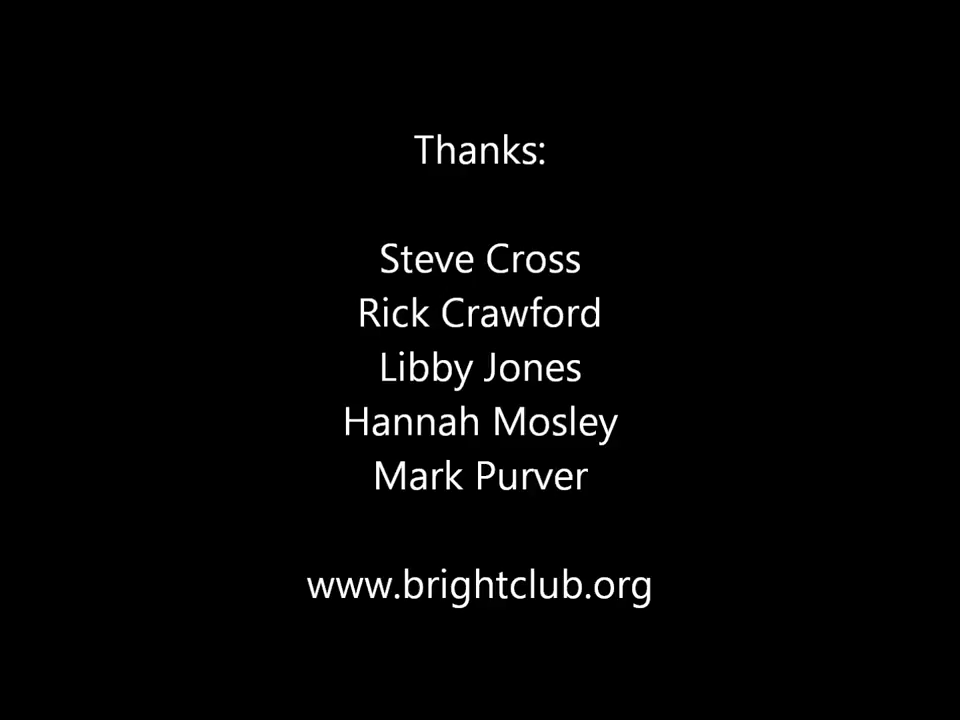 Thanks:
Steve Cross
Rick Crawford
Libby Jones
Hannah Mosley
Mark Purver
www.brightclub.org